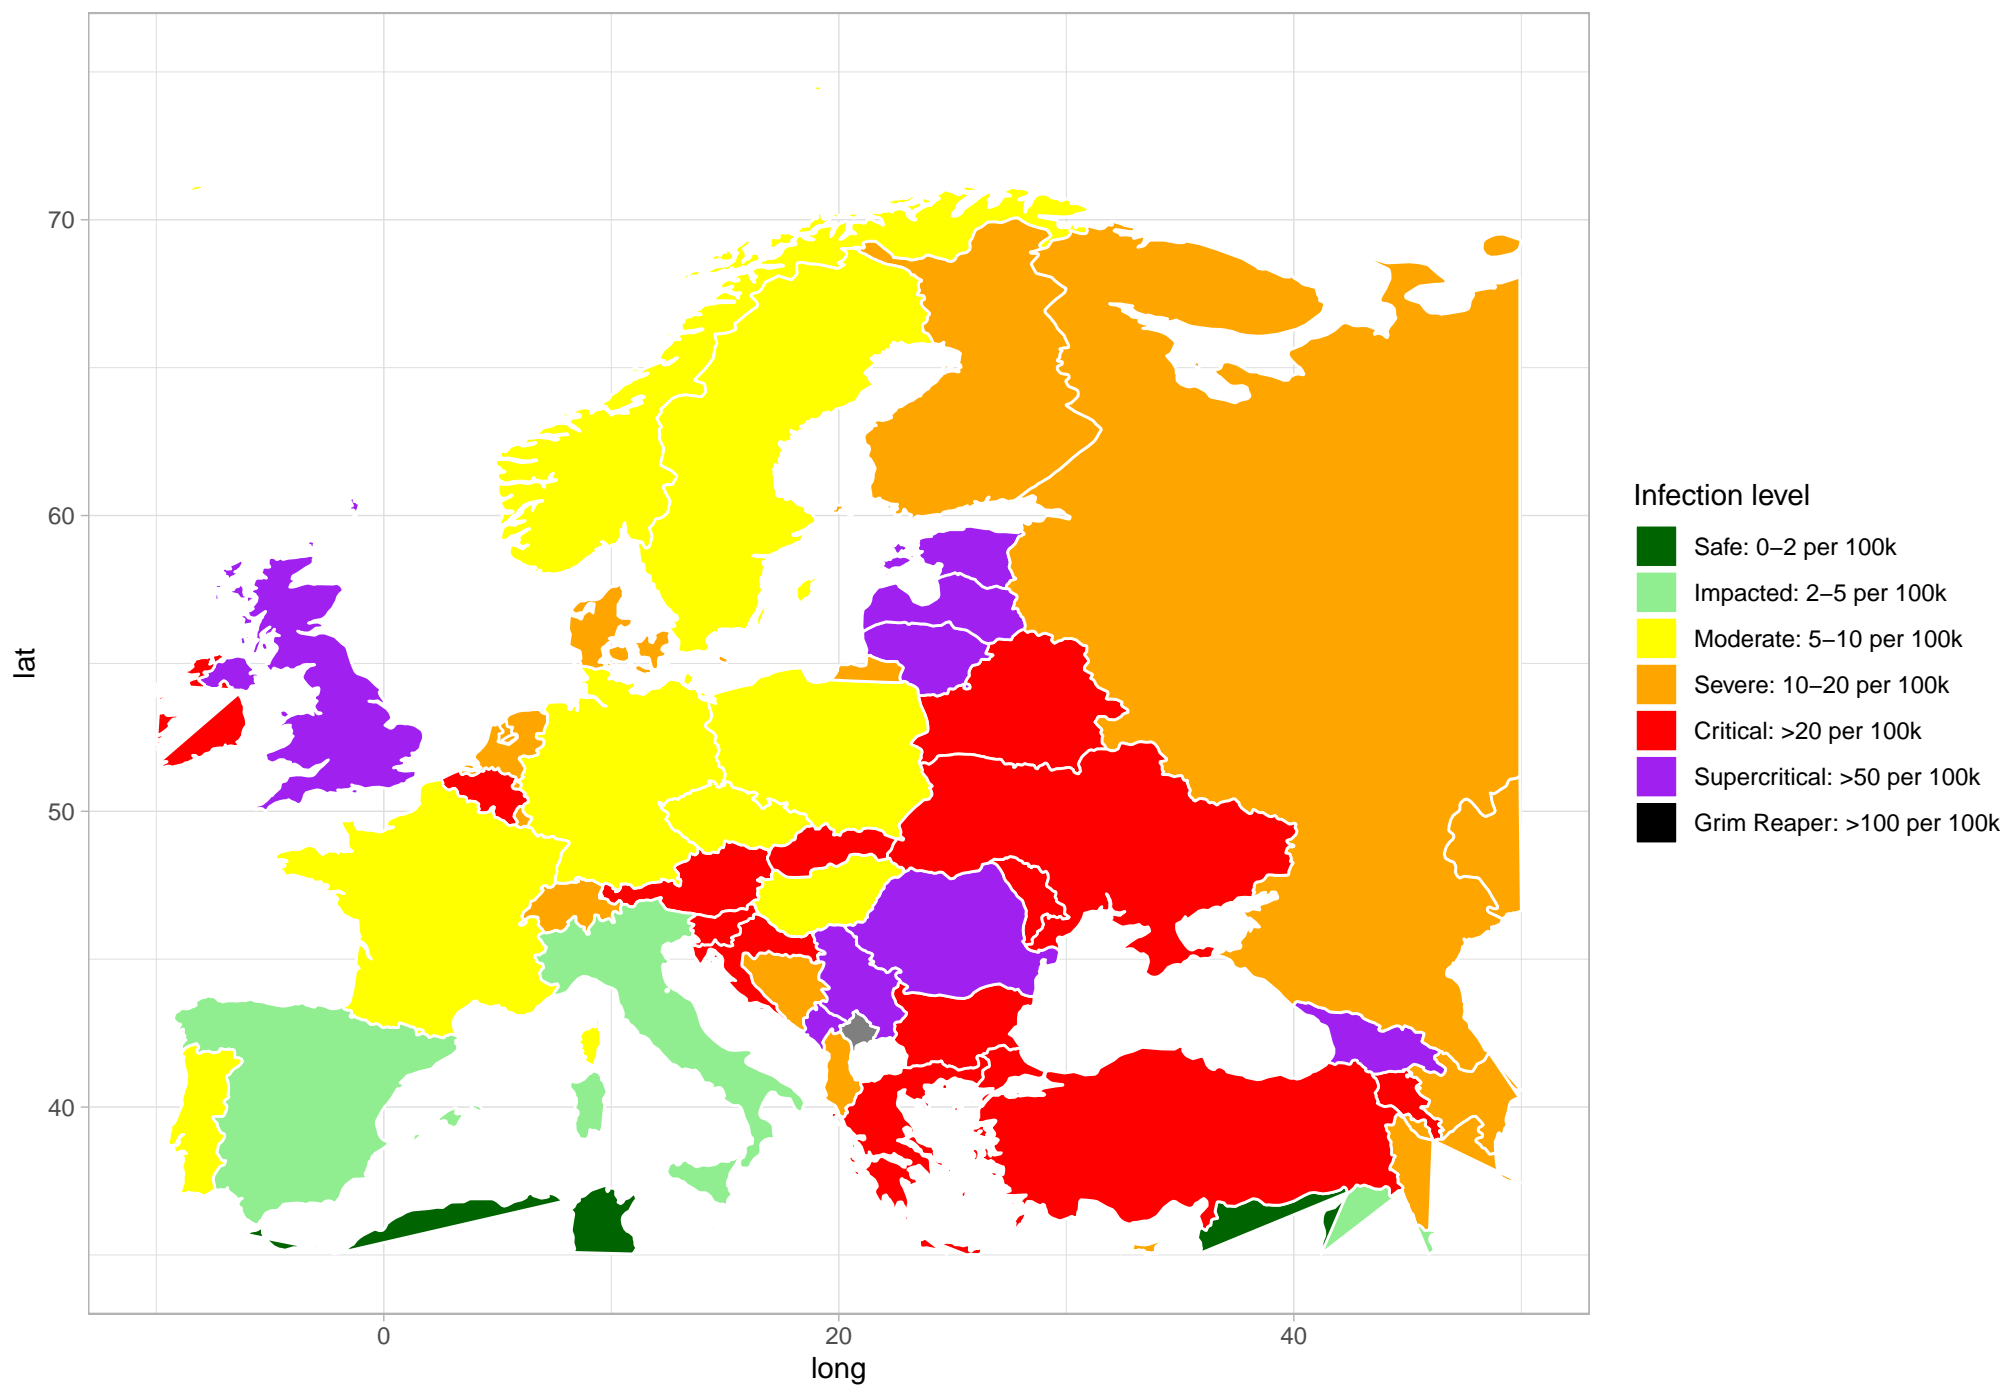 70
60
50
40
lat
0
20
40
long
Infection level
Safe: 0−2 per 100k
Impacted: 2−5 per 100k
Moderate: 5−10 per 100k
Severe: 10−20 per 100k
Critical: >20 per 100k
Supercritical: >50 per 100k
Grim Reaper: >100 per 100k